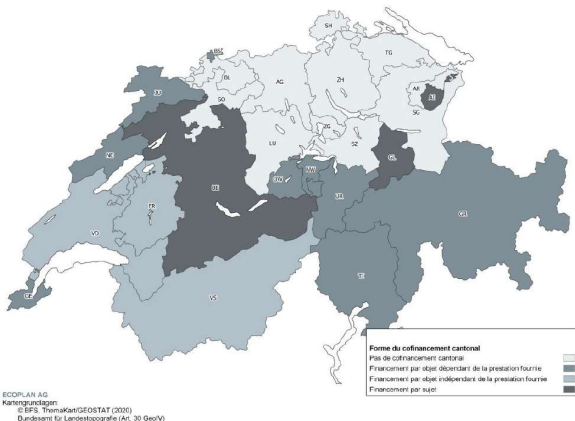 SH
TG
BS
BL
AG
ZH
JU
SO
AR
AI
SG
ZG
LU
SZ
NE
GL
NW
OW
BE
UR
GR
FR
VD
TI
VS
GE
Forme du cofinancement cantonal
Pas de cofinancement cantonal
Financement par objet dépendant de la prestation fournie
Financement par objet indépendant de la prestation fournie
Financement par sujet
ECOPLAN AG
Kartengrundlagen:
© BFS, ThemaKart/GEOSTAT (2020)
Bundesamt für Landestopografie (Art. 30 GeoIV)